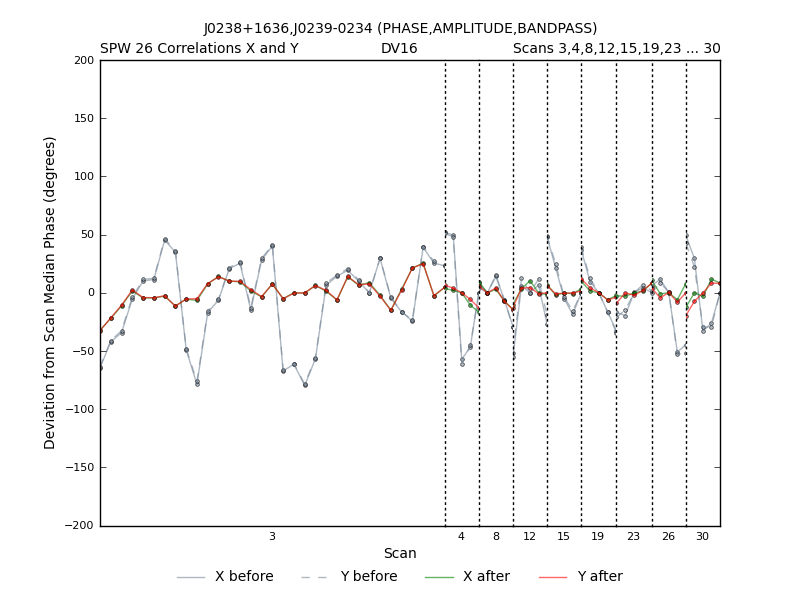 J0238+1636,J0239-0234 (PHASE,AMPLITUDE,BANDPASS)
SPW 26 Correlations X and Y DV16 Scans 3,4,8,12,15,19,23 ... 30
200
150
100
50
0
−50
−100
−150
−200
Deviation from Scan Median Phase (degrees)
3 4 8 12 15 19 23 26 30
Scan
X before Y before X after Y after